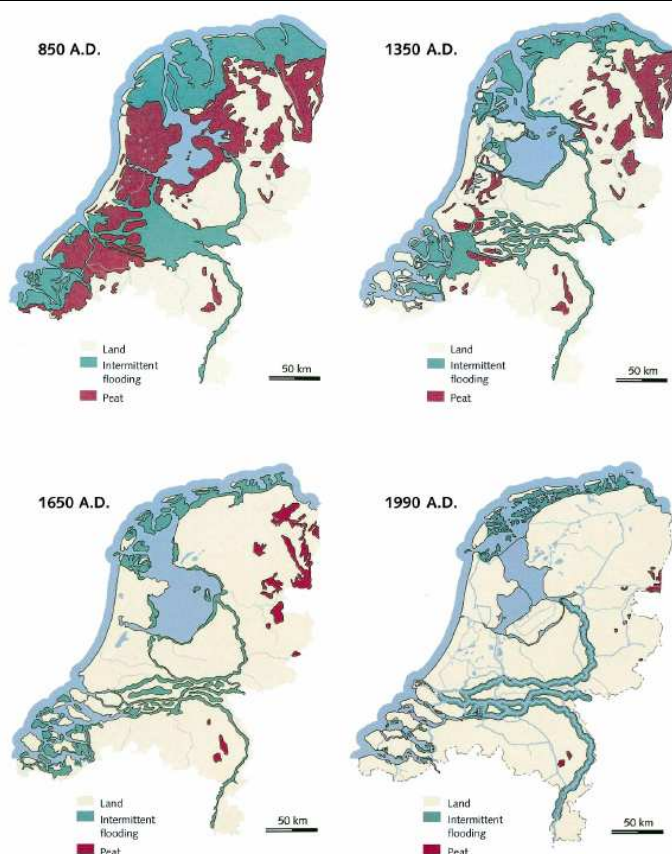 850 A.D.
Land
Intermittent
flooding
Peat
50 km
1350 A.D.
Land
Intermittent
flooding
Peat
50 km
1650 A.D.
Land
Intermittent
flooding
Peat
50 km
1990 A.D.
Land
Intermittent
flooding
Peat
50 km